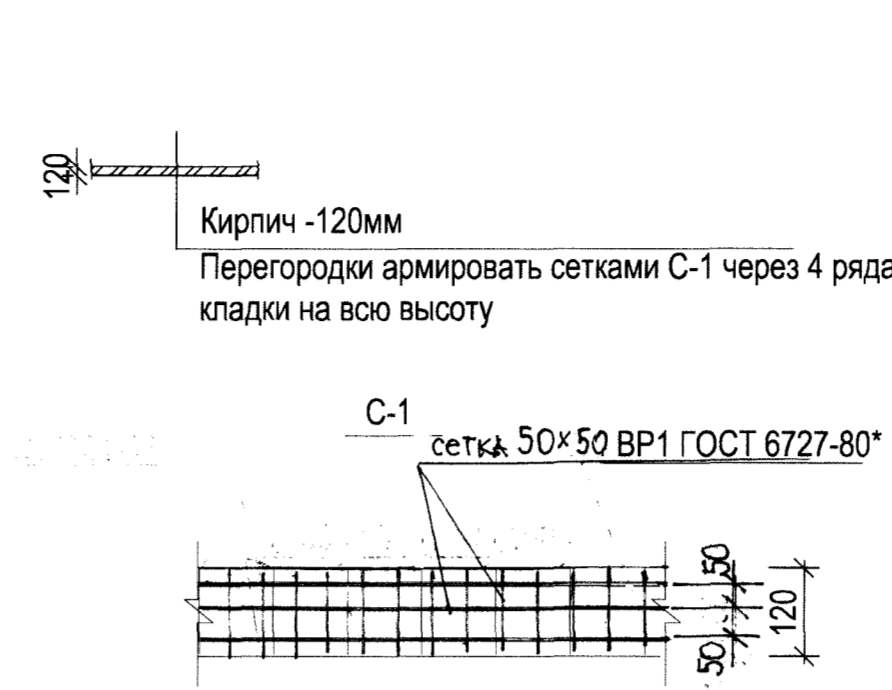 120
Кирпич -120мм
Перегородки армировать сетками С-1 через 4 ряда
кладки на всю высоту
С-1
сетка 50×50 ВР1 ГОСТ 6727-80*
50
120
50